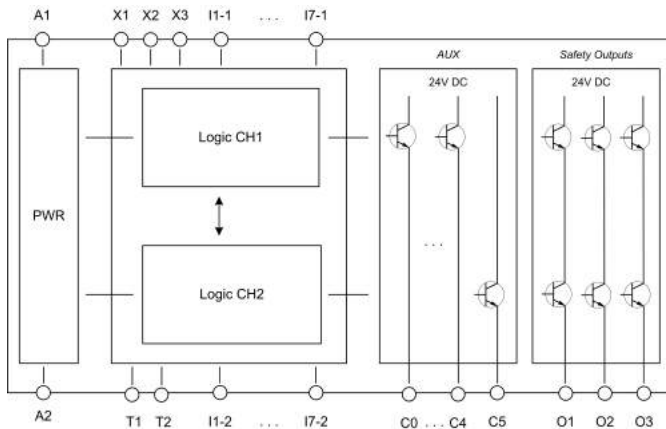 A1 X1 X2 X3 I1-1 . . . I7-1
AUX Safety Outputs
24V DC 24V DC
Logic CH1
PWR
. . .
Logic CH2
A2 T1 T2 I1-2 . . . I7-2 C0 . . . C4 C5 O1 O2 O3